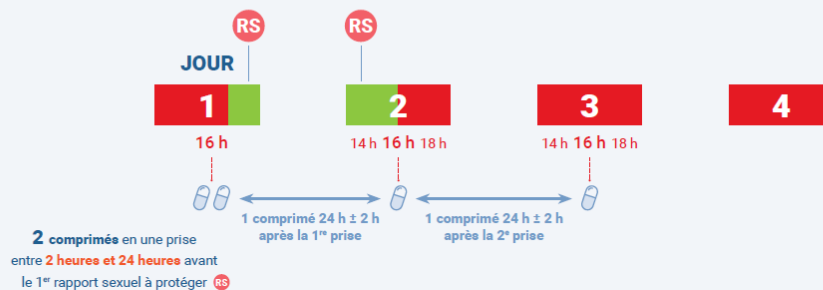 RS RS
JOUR
1 2 3 4
16 h 14 h 16 h 18 h 14 h 16 h 18 h
1 comprimé 24 h ± 2 h 1 comprimé 24 h ± 2 h
après la 1re prise après la 2e prise
2 comprimés en une prise
entre 2 heures et 24 heures avant
le 1er rapport sexuel à protéger RS